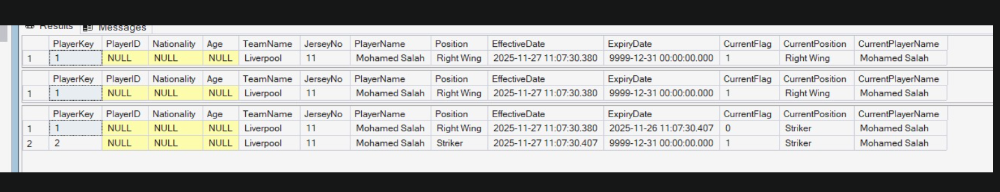 Results Messages
PlayerKey PlayerID Nationality Age TeamName JerseyNo PlayerName Position EffectiveDate ExpiryDate CurrentFlag CurrentPosition CurrentPlayerName
1 1 NULL NULL NULL Liverpool 11 Mohamed Salah Right Wing 2025-11-27 11:07:30.380 9999-12-31 00:00:00.000 1 Right Wing Mohamed Salah
PlayerKey PlayerID Nationality Age TeamName JerseyNo PlayerName Position EffectiveDate ExpiryDate CurrentFlag CurrentPosition CurrentPlayerName
1 1 NULL NULL NULL Liverpool 11 Mohamed Salah Right Wing 2025-11-27 11:07:30.380 9999-12-31 00:00:00.000 1 Right Wing Mohamed Salah
PlayerKey PlayerID Nationality Age TeamName JerseyNo PlayerName Position EffectiveDate ExpiryDate CurrentFlag CurrentPosition CurrentPlayerName
1 1 NULL NULL NULL Liverpool 11 Mohamed Salah Right Wing 2025-11-27 11:07:30.380 2025-11-26 11:07:30.407 0 Striker Mohamed Salah
2 2 NULL NULL NULL Liverpool 11 Mohamed Salah Striker 2025-11-27 11:07:30.407 9999-12-31 00:00:00.000 1 Striker Mohamed Salah